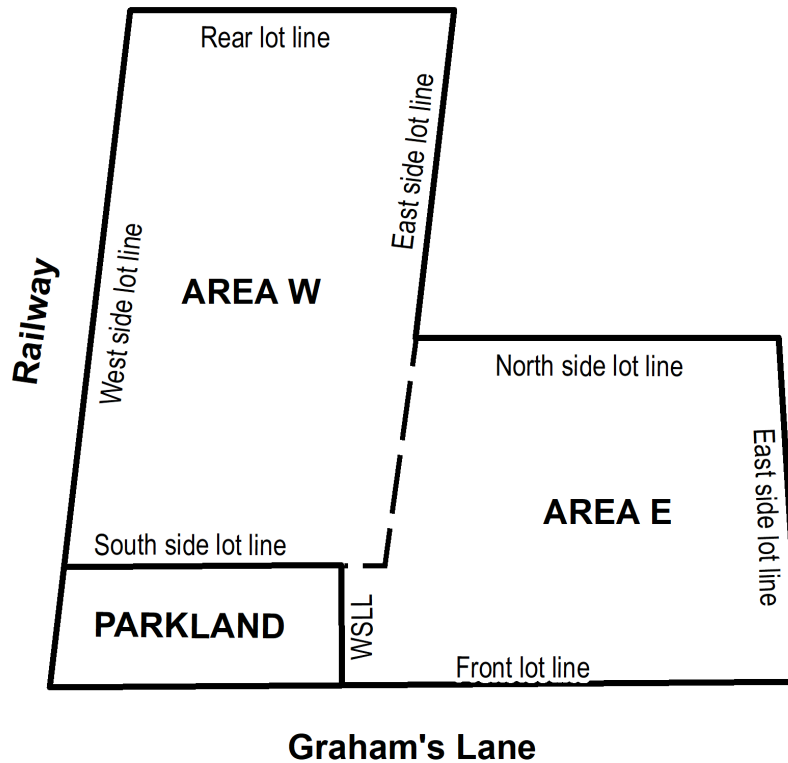 Rear lot line
East side lot line
West side lot line
AREA W
Railway
North side lot line
East side lot line
AREA E
South side lot line
PARKLAND
WSLL
Front lot line
Graham's Lane